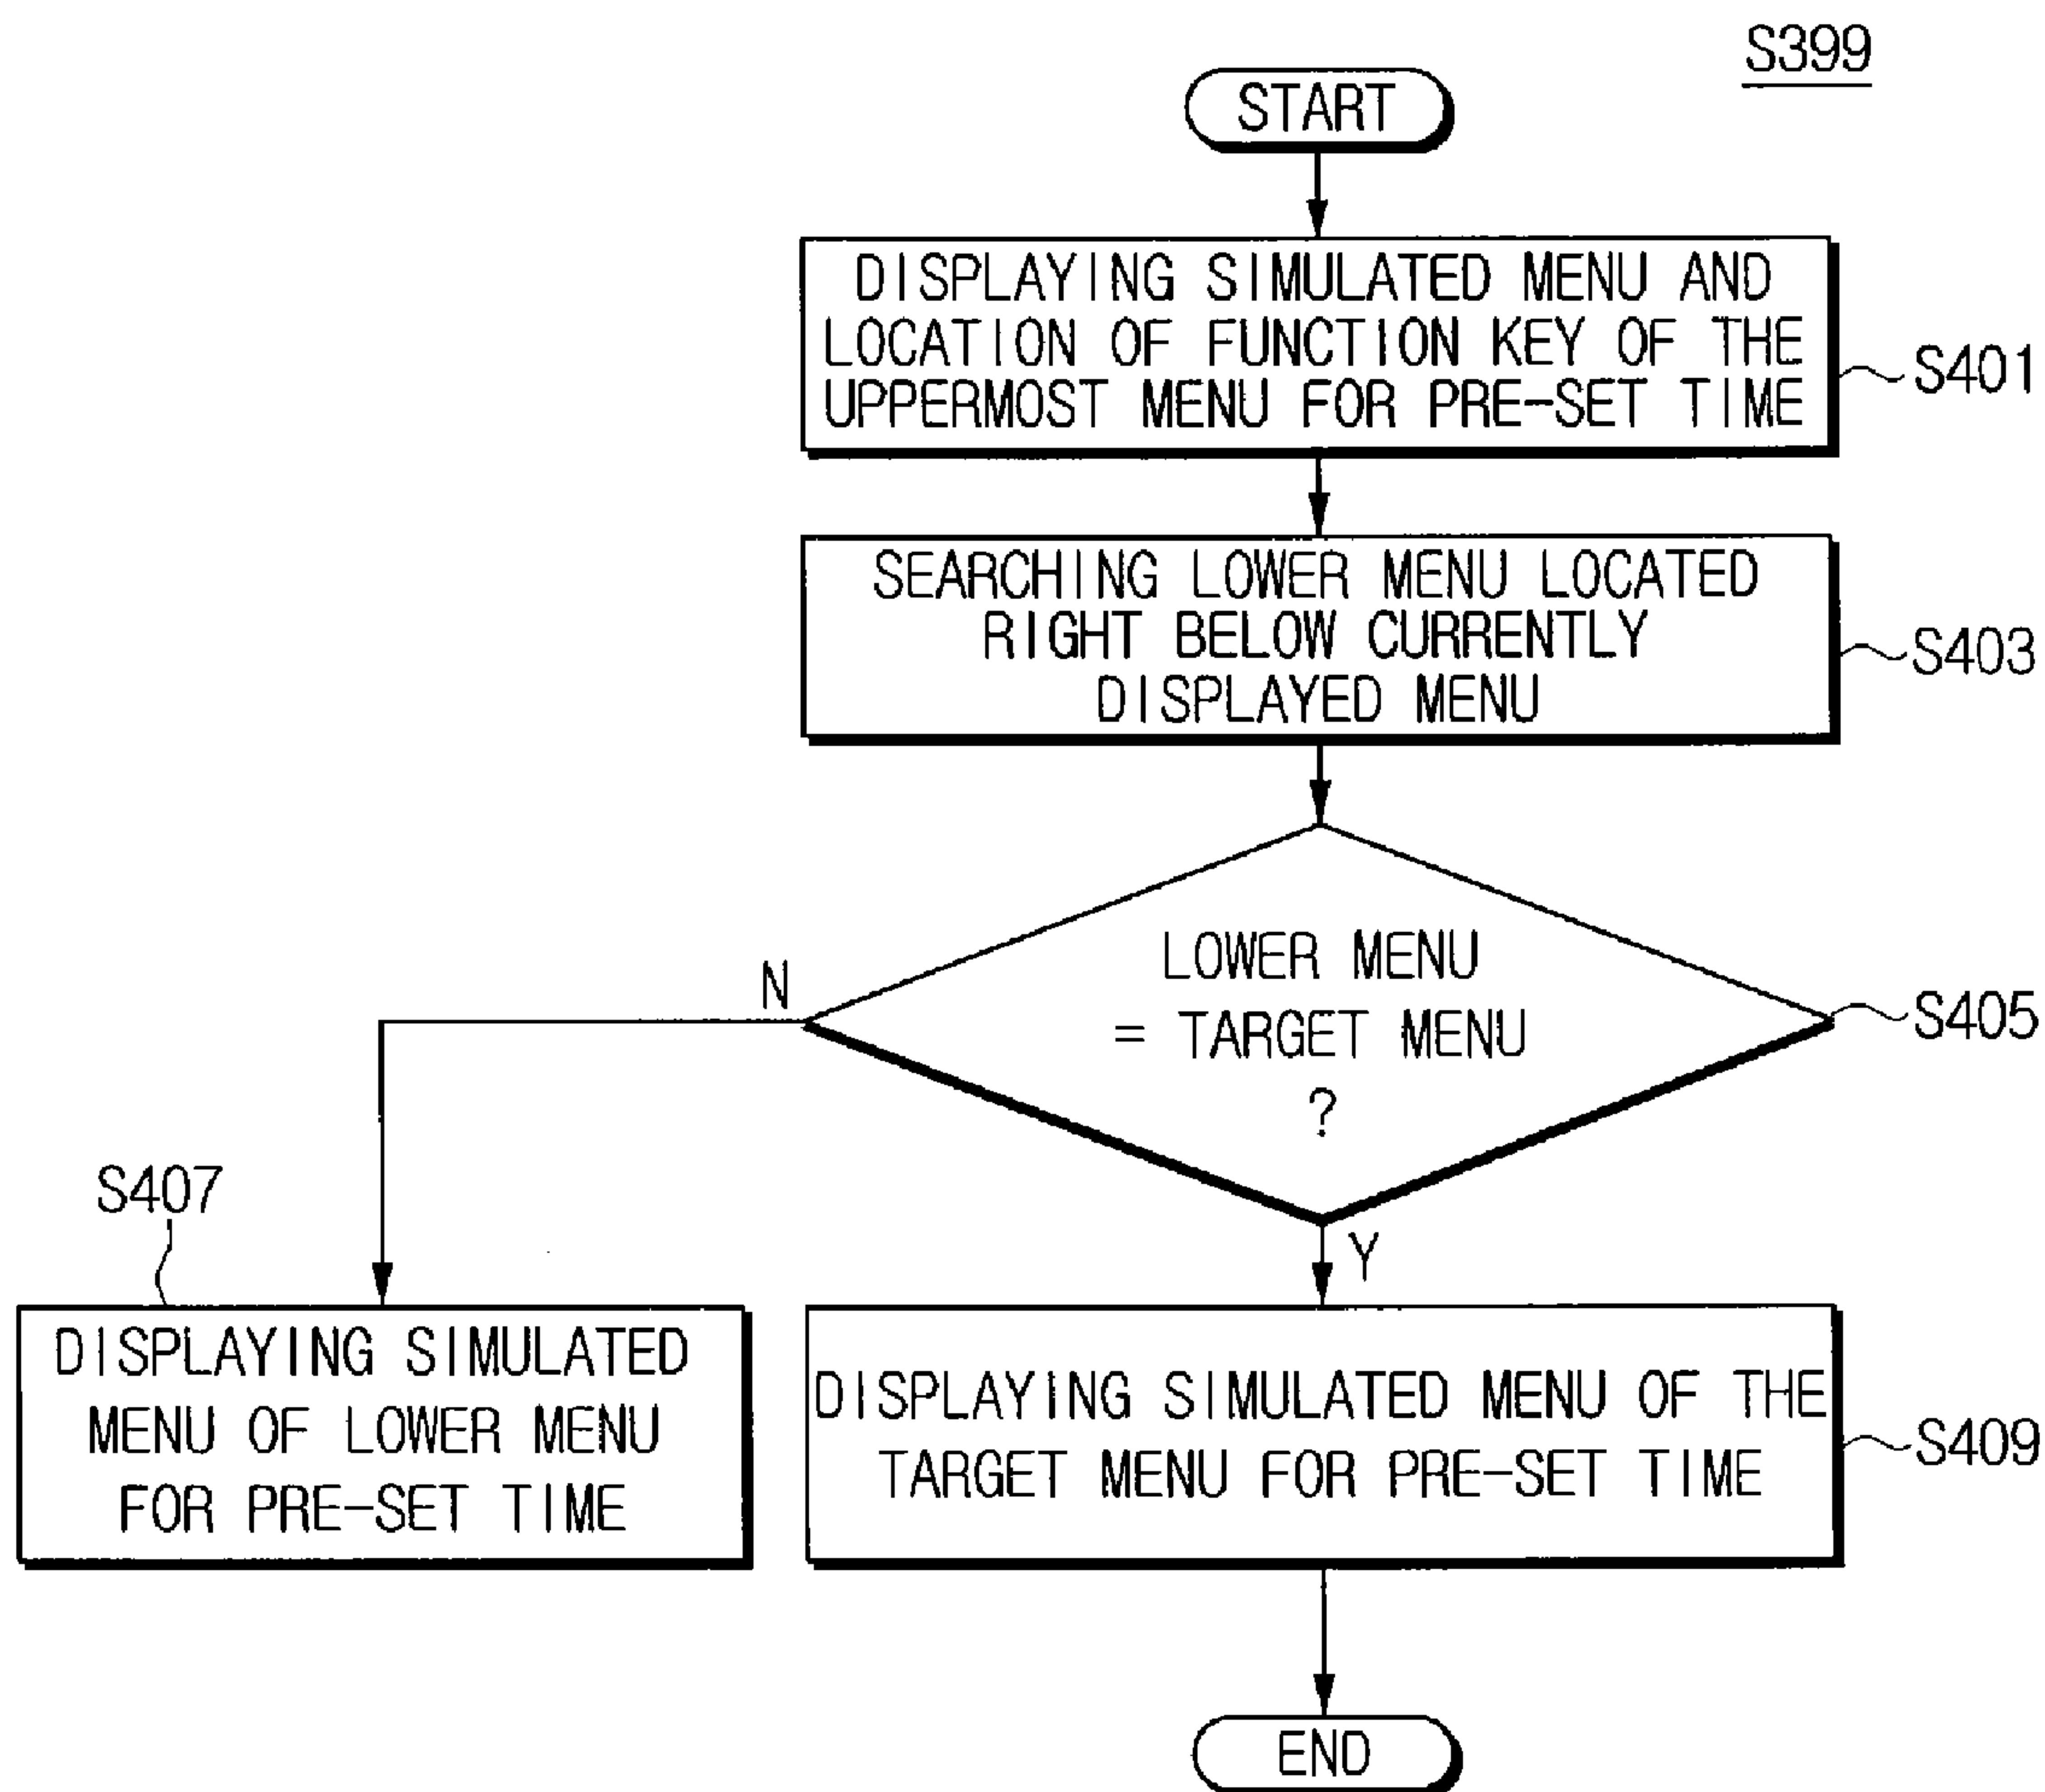 S399
START
DISPLAYING SIMULATED MENU AND
LOCATION OF FUNCTION KEY OF THE
UPPERMOST MENU FOR PRE-SET TIME
S401
SEARCHING LOWER MENU LOCATED
RIGHT BELOW CURRENTLY
DISPLAYED MENU
S403
LOWER MENU
= TARGET MENU
?
S405
N
Y
S407
DISPLAYING SIMULATED
MENU OF LOWER MENU
FOR PRE-SET TIME
DISPLAYING SIMULATED MENU OF THE
TARGET MENU FOR PRE-SET TIME
S409
END